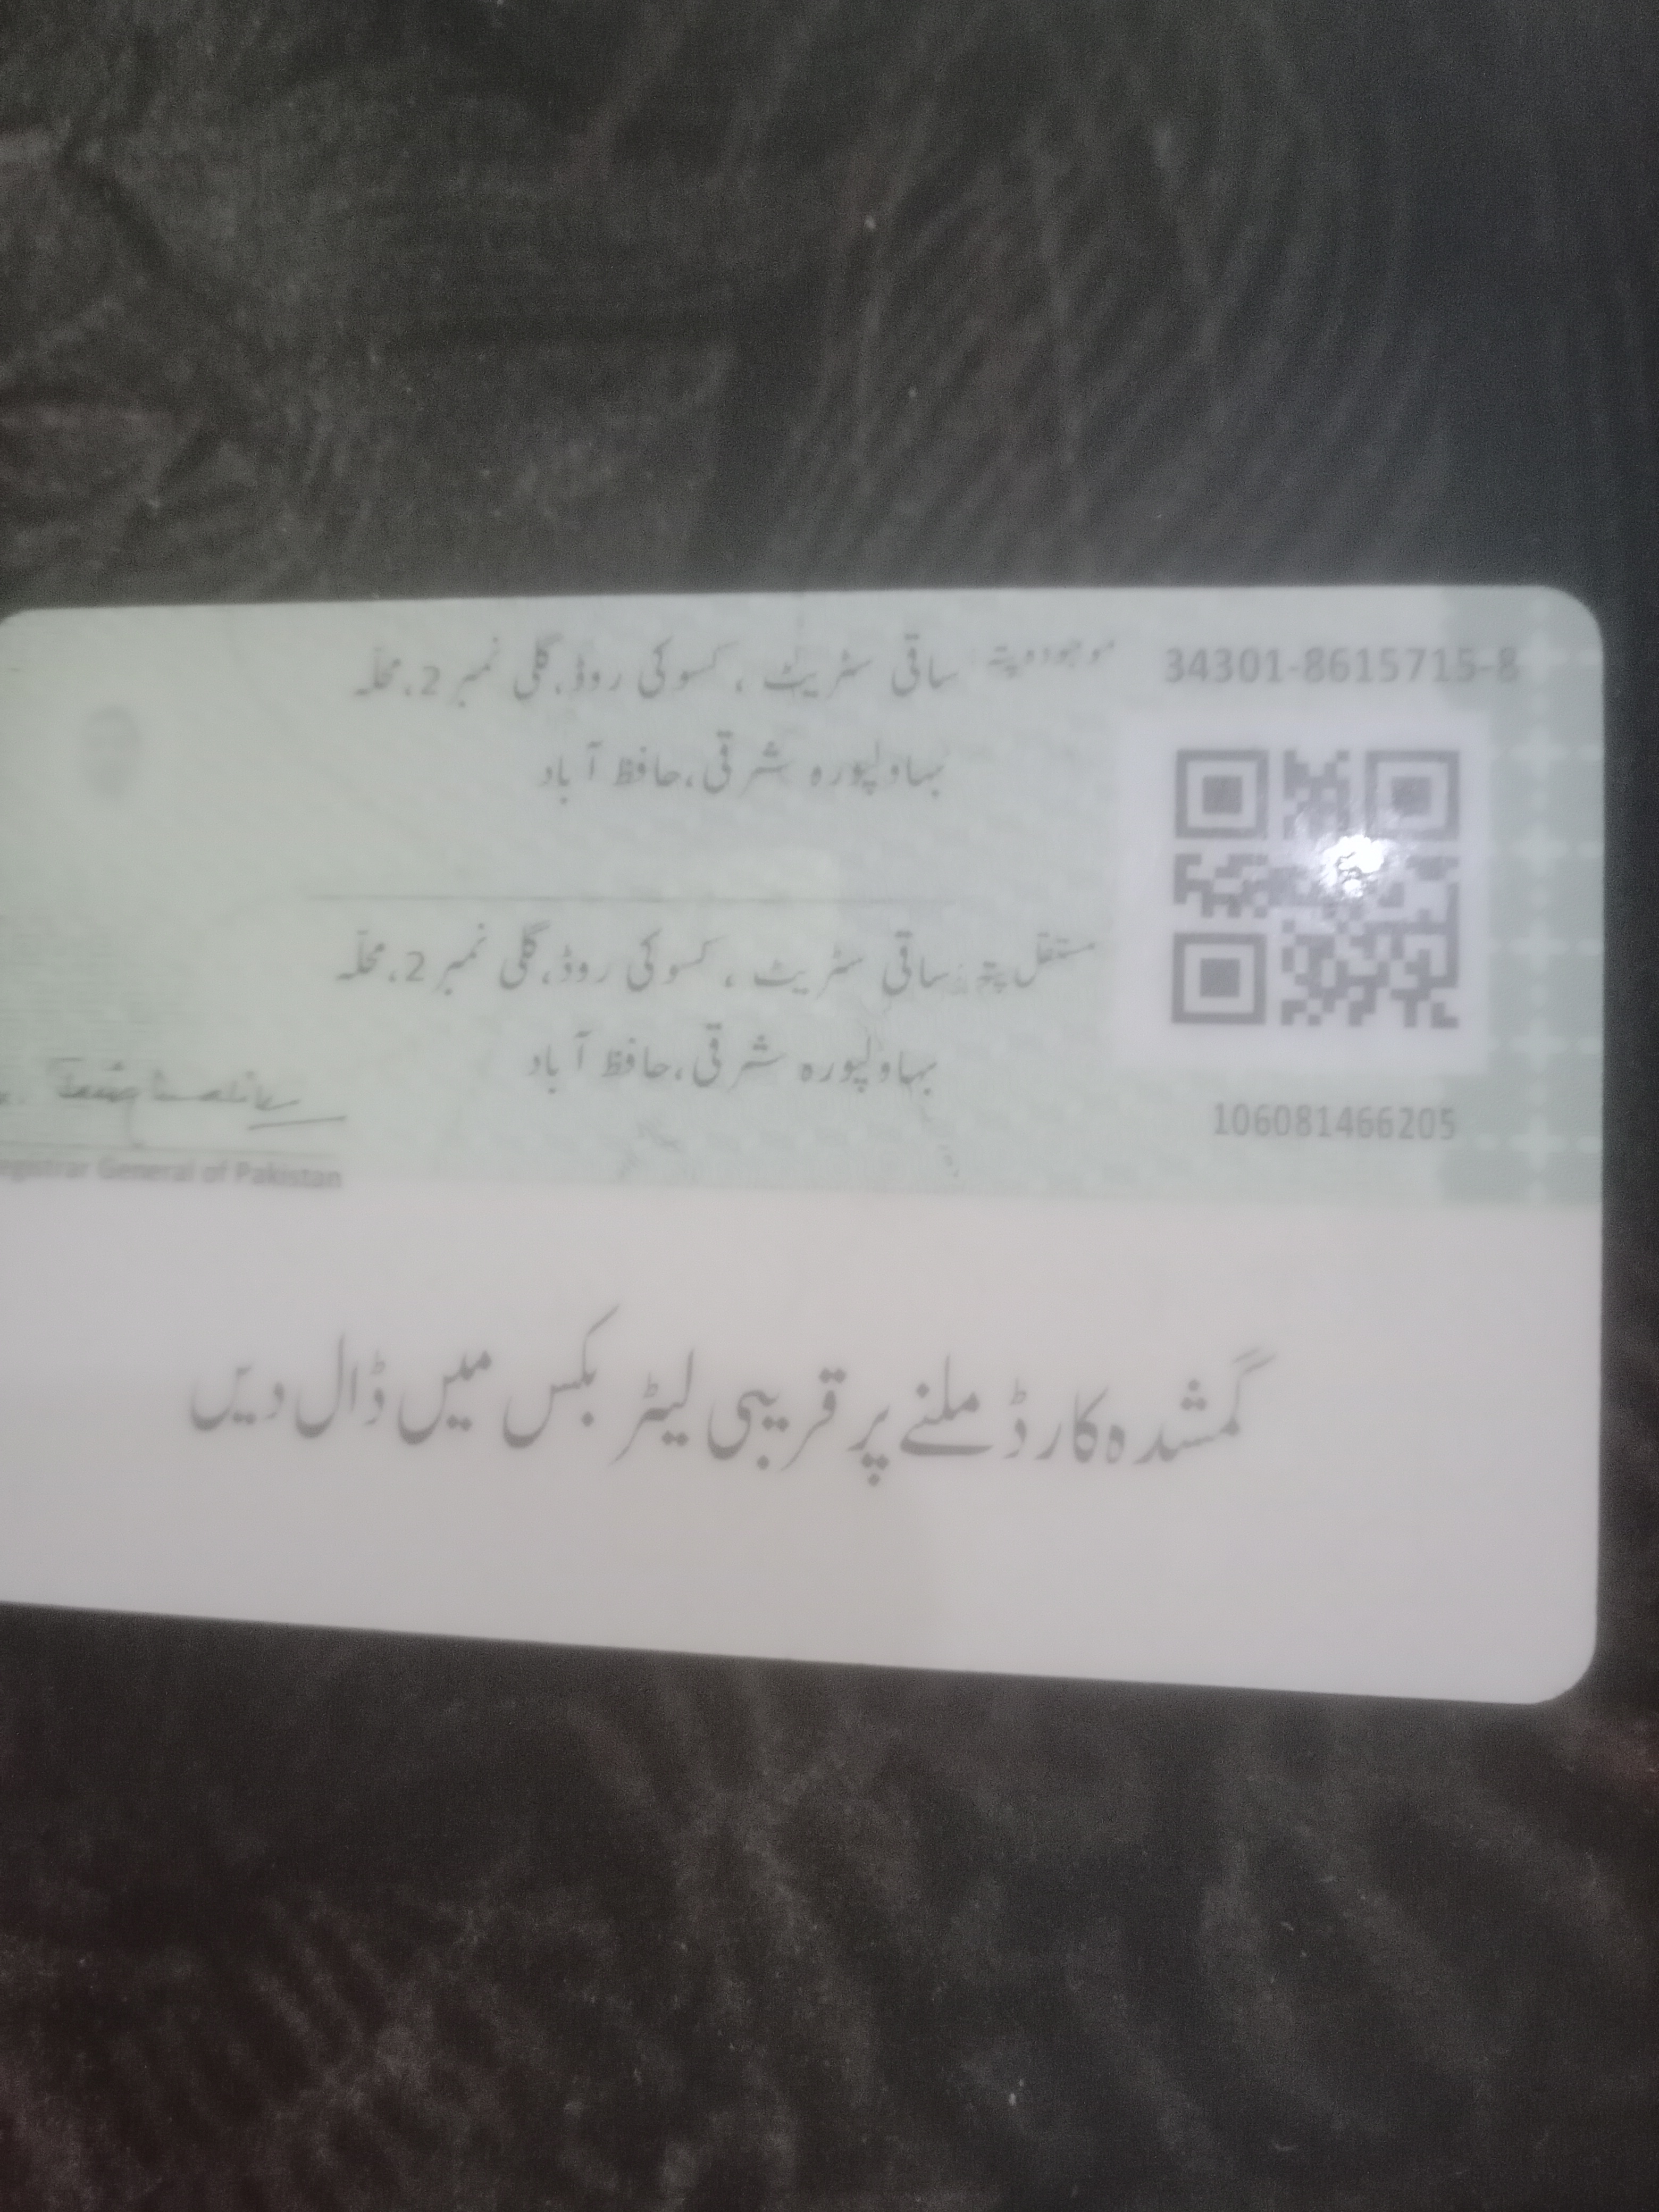 34301-8615715-8
موجودہ پتہ: ساقی سٹریٹ ، کسوکی روڈ،گلی نمبر 2، محلہ
بہاولپورہ شرقی،حافظ آباد
مستقل پتہ: ساقی سٹریٹ ، کسوکی روڈ،گلی نمبر 2، محلہ
بہاولپورہ شرقی،حافظ آباد
106081466205
Registrar General of Pakistan
گمشدہ کارڈ ملنے پر قریبی لیٹر بکس میں ڈال دیں